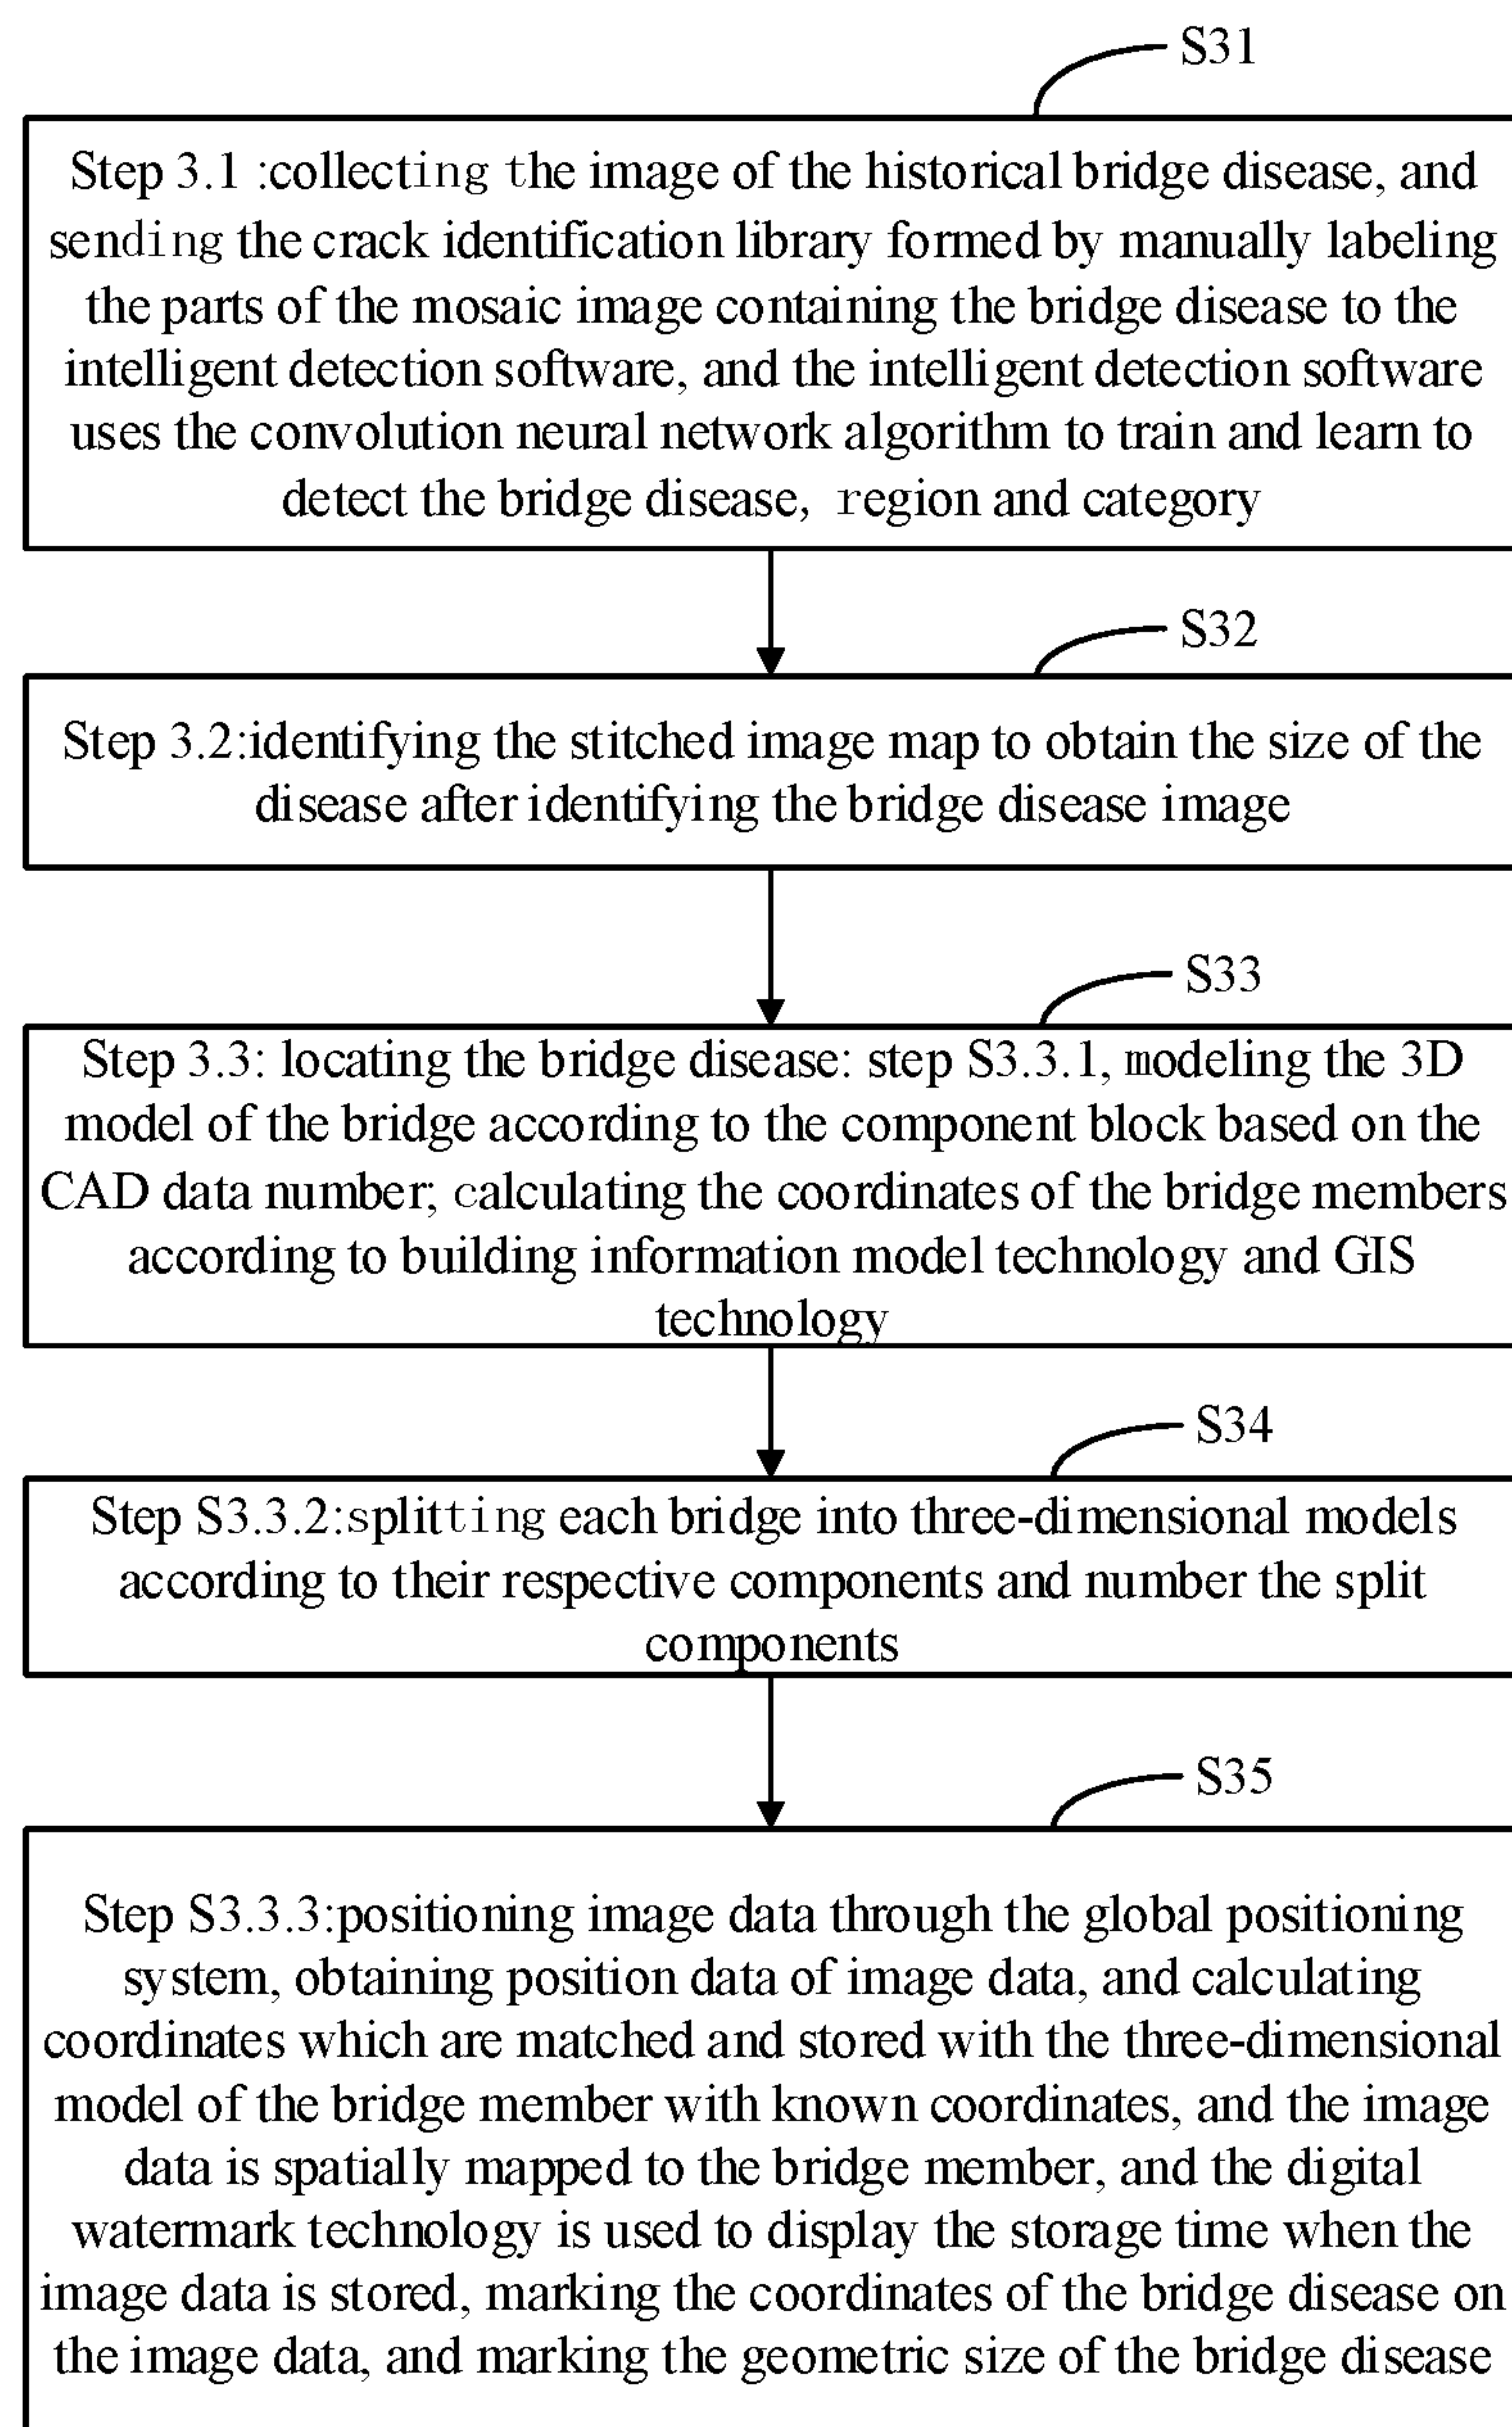 S31
Step 3.1 :collecting the image of the historical bridge disease, and
sending the crack identification library formed by manually labeling
the parts of the mosaic image containing the bridge disease to the
intelligent detection software, and the intelligent detection software
uses the convolution neural network algorithm to train and learn to
detect the bridge disease, region and category
S32
Step 3.2:identifying the stitched image map to obtain the size of the
disease after identifying the bridge disease image
S33
Step 3.3: locating the bridge disease: step S3.3.1, modeling the 3D
model of the bridge according to the component block based on the
CAD data number; calculating the coordinates of the bridge members
according to building information model technology and GIS
technology
S34
Step S3.3.2:splitting each bridge into three-dimensional models
according to their respective components and number the split
components
S35
Step S3.3.3:positioning image data through the global positioning
system, obtaining position data of image data, and calculating
coordinates which are matched and stored with the three-dimensional
model of the bridge member with known coordinates, and the image
data is spatially mapped to the bridge member, and the digital
watermark technology is used to display the storage time when the
image data is stored, marking the coordinates of the bridge disease on
the image data, and marking the geometric size of the bridge disease